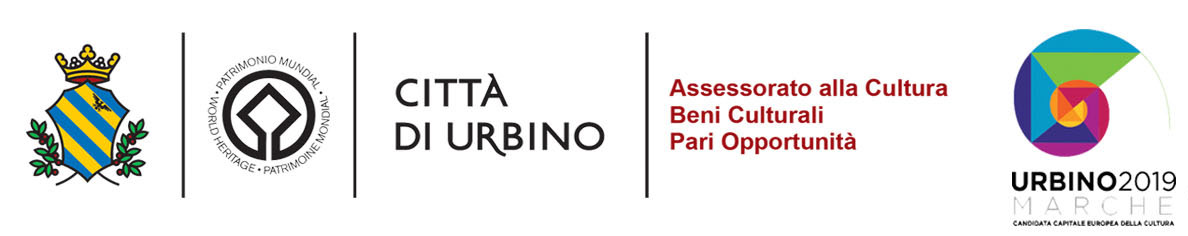 PATRIMONIO MUNDIAL • WORLD HERITAGE • PATRIMOINE MONDIAL •
CITTÀ
DI URBINO
Assessorato alla Cultura
Beni Culturali
Pari Opportunità
URBINO2019
MARCHE
CANDIDATA CAPITALE EUROPEA DELLA CULTURA